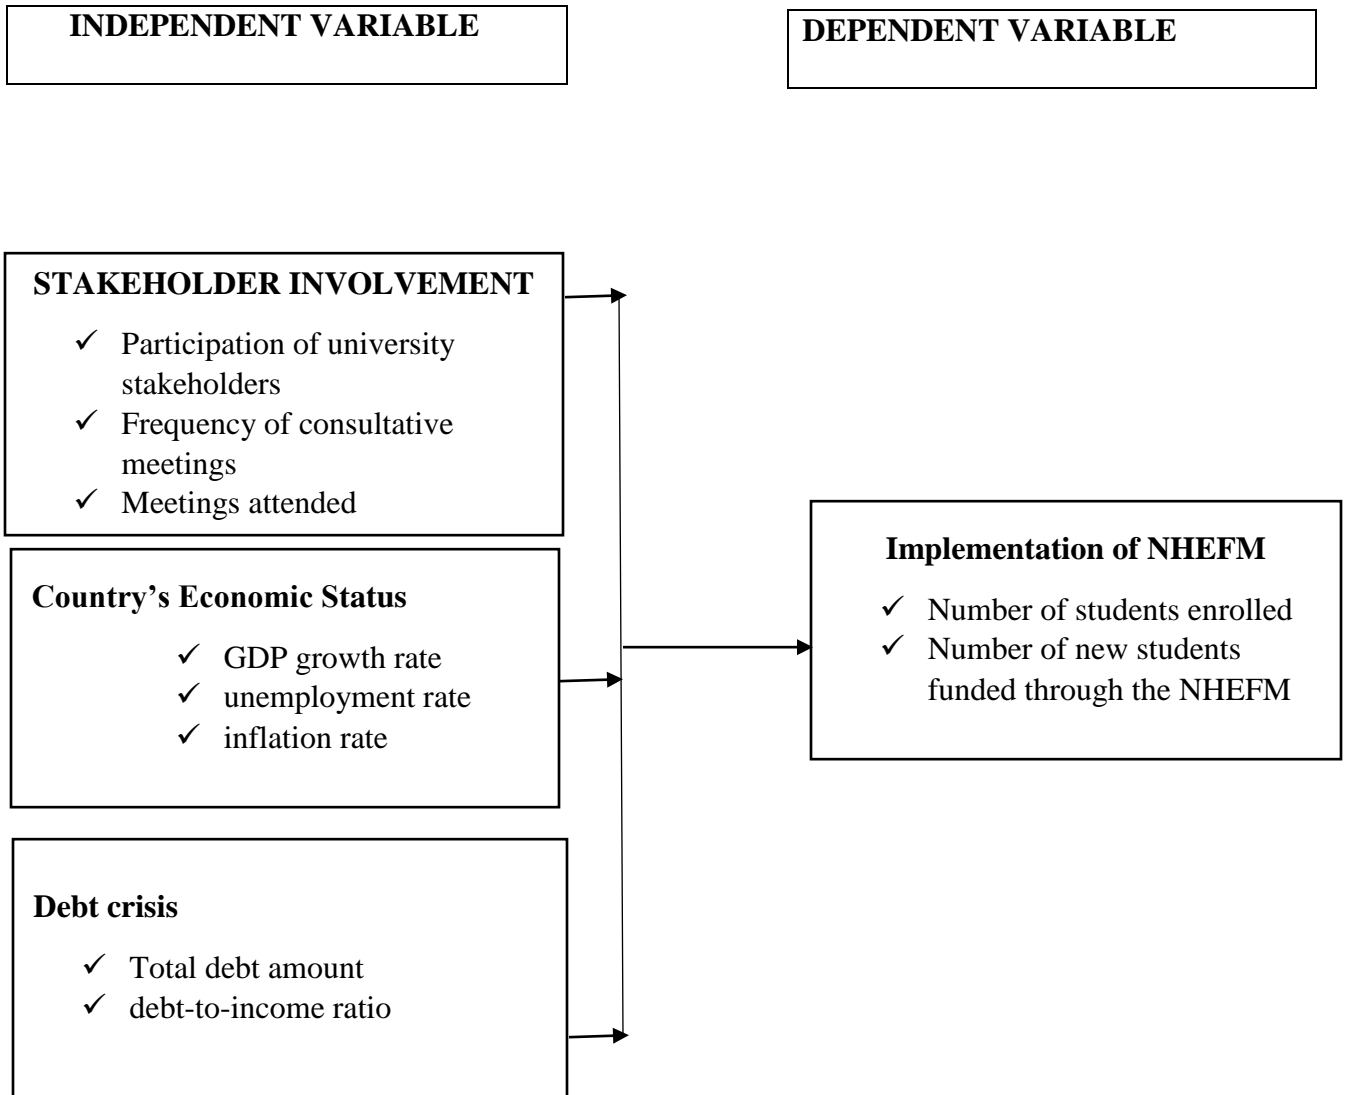 INDEPENDENT VARIABLE
DEPENDENT VARIABLE
STAKEHOLDER INVOLVEMENT
✓ Participation of university
stakeholders
✓ Frequency of consultative
meetings
✓ Meetings attended
Country’s Economic Status
✓ GDP growth rate
✓ unemployment rate
✓ inflation rate
Debt crisis
✓ Total debt amount
✓ debt-to-income ratio
Implementation of NHEFM
✓ Number of students enrolled
✓ Number of new students
funded through the NHEFM